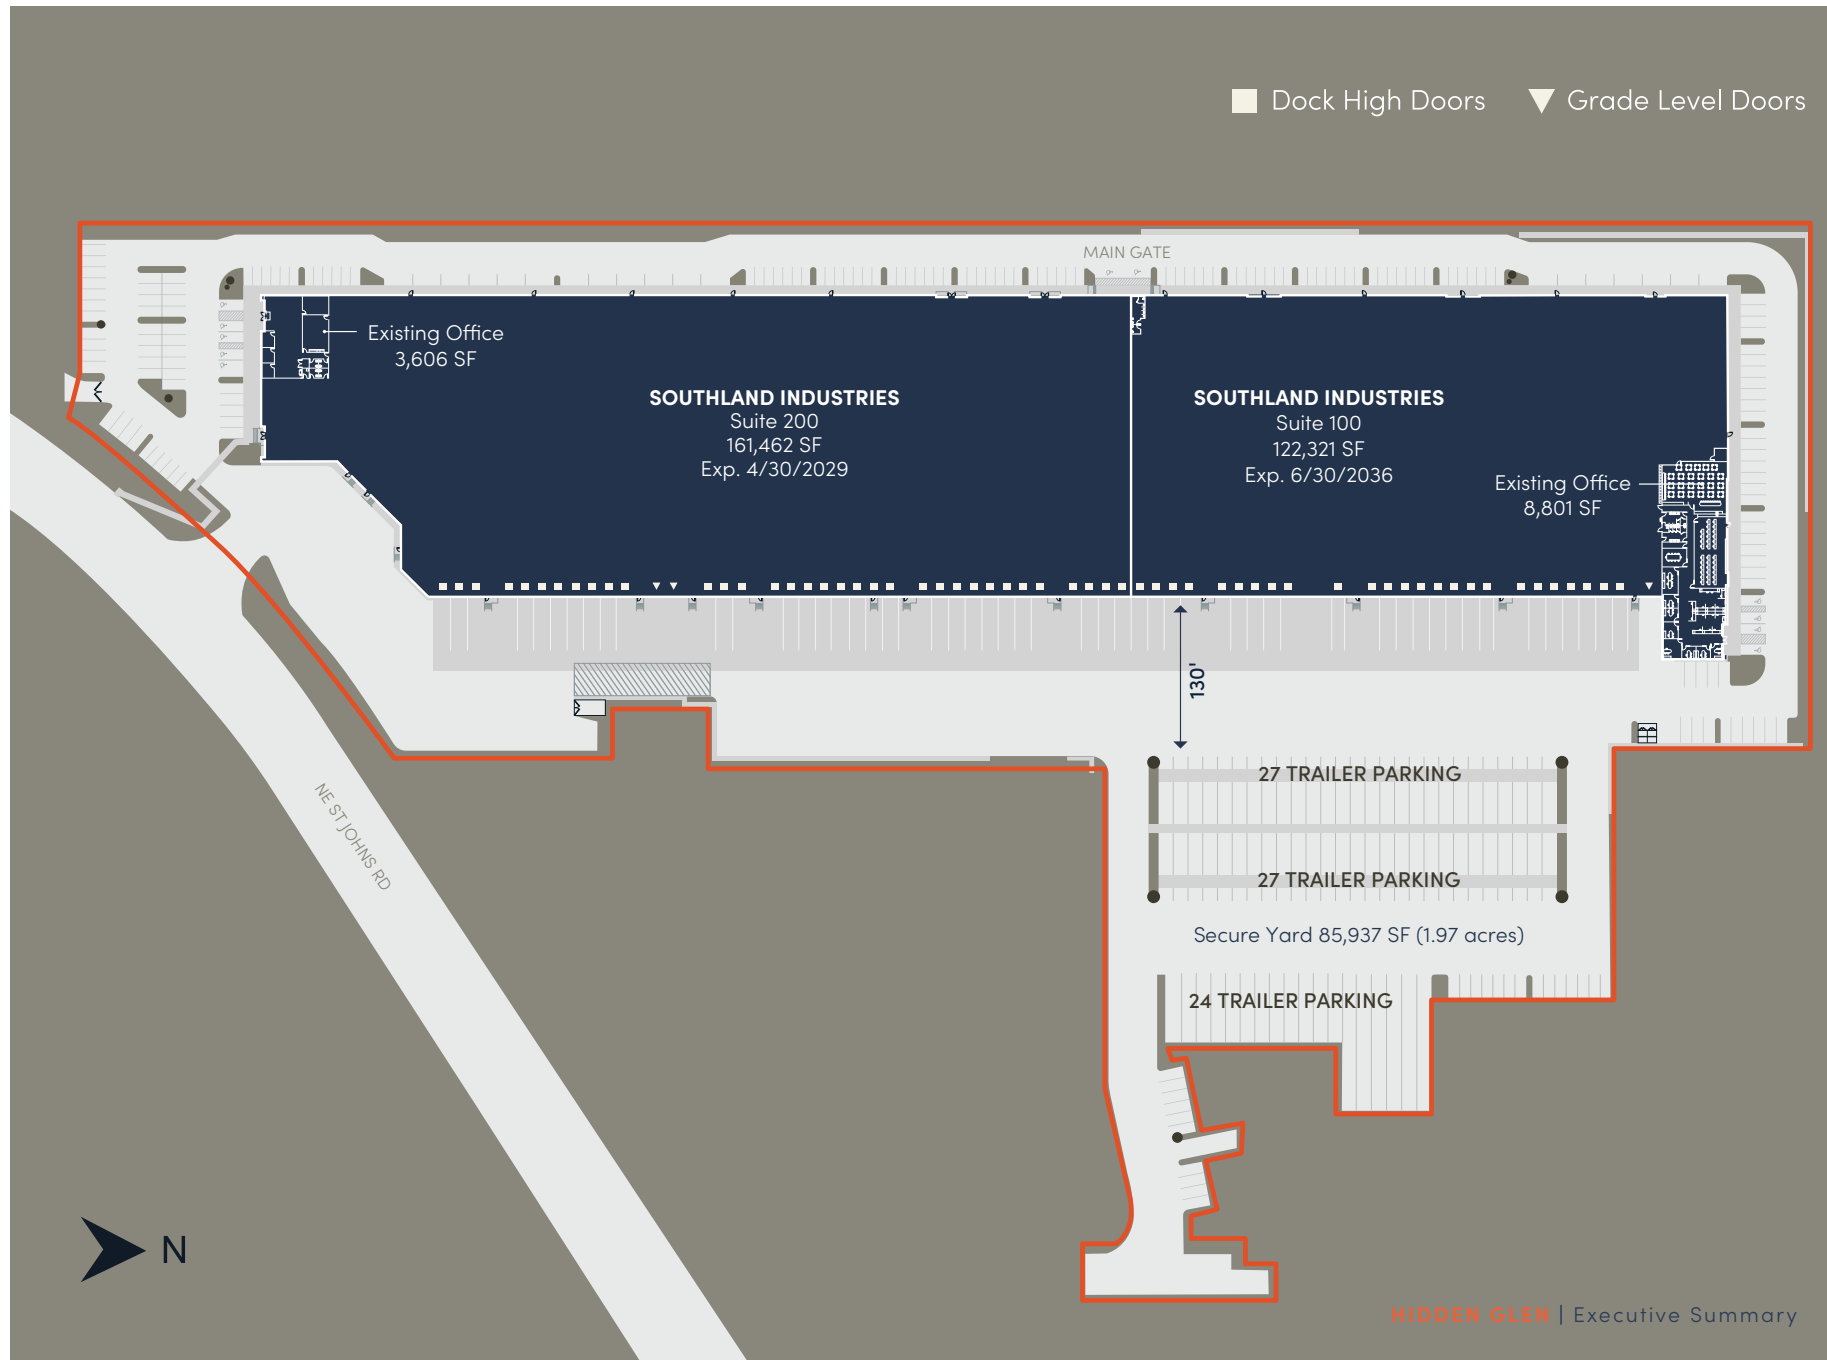 Dock High Doors
Grade Level Doors
MAIN GATE
Existing Office
3,606 SF
SOUTHLAND INDUSTRIES
Suite 200
161,462 SF
Exp. 4/30/2029
SOUTHLAND INDUSTRIES
Suite 100
122,321 SF
Exp. 6/30/2036
Existing Office
8,801 SF
130'
27 TRAILER PARKING
27 TRAILER PARKING
Secure Yard 85,937 SF (1.97 acres)
24 TRAILER PARKING
NE ST JOHNS RD
N
HIDDEN GLEN | Executive Summary